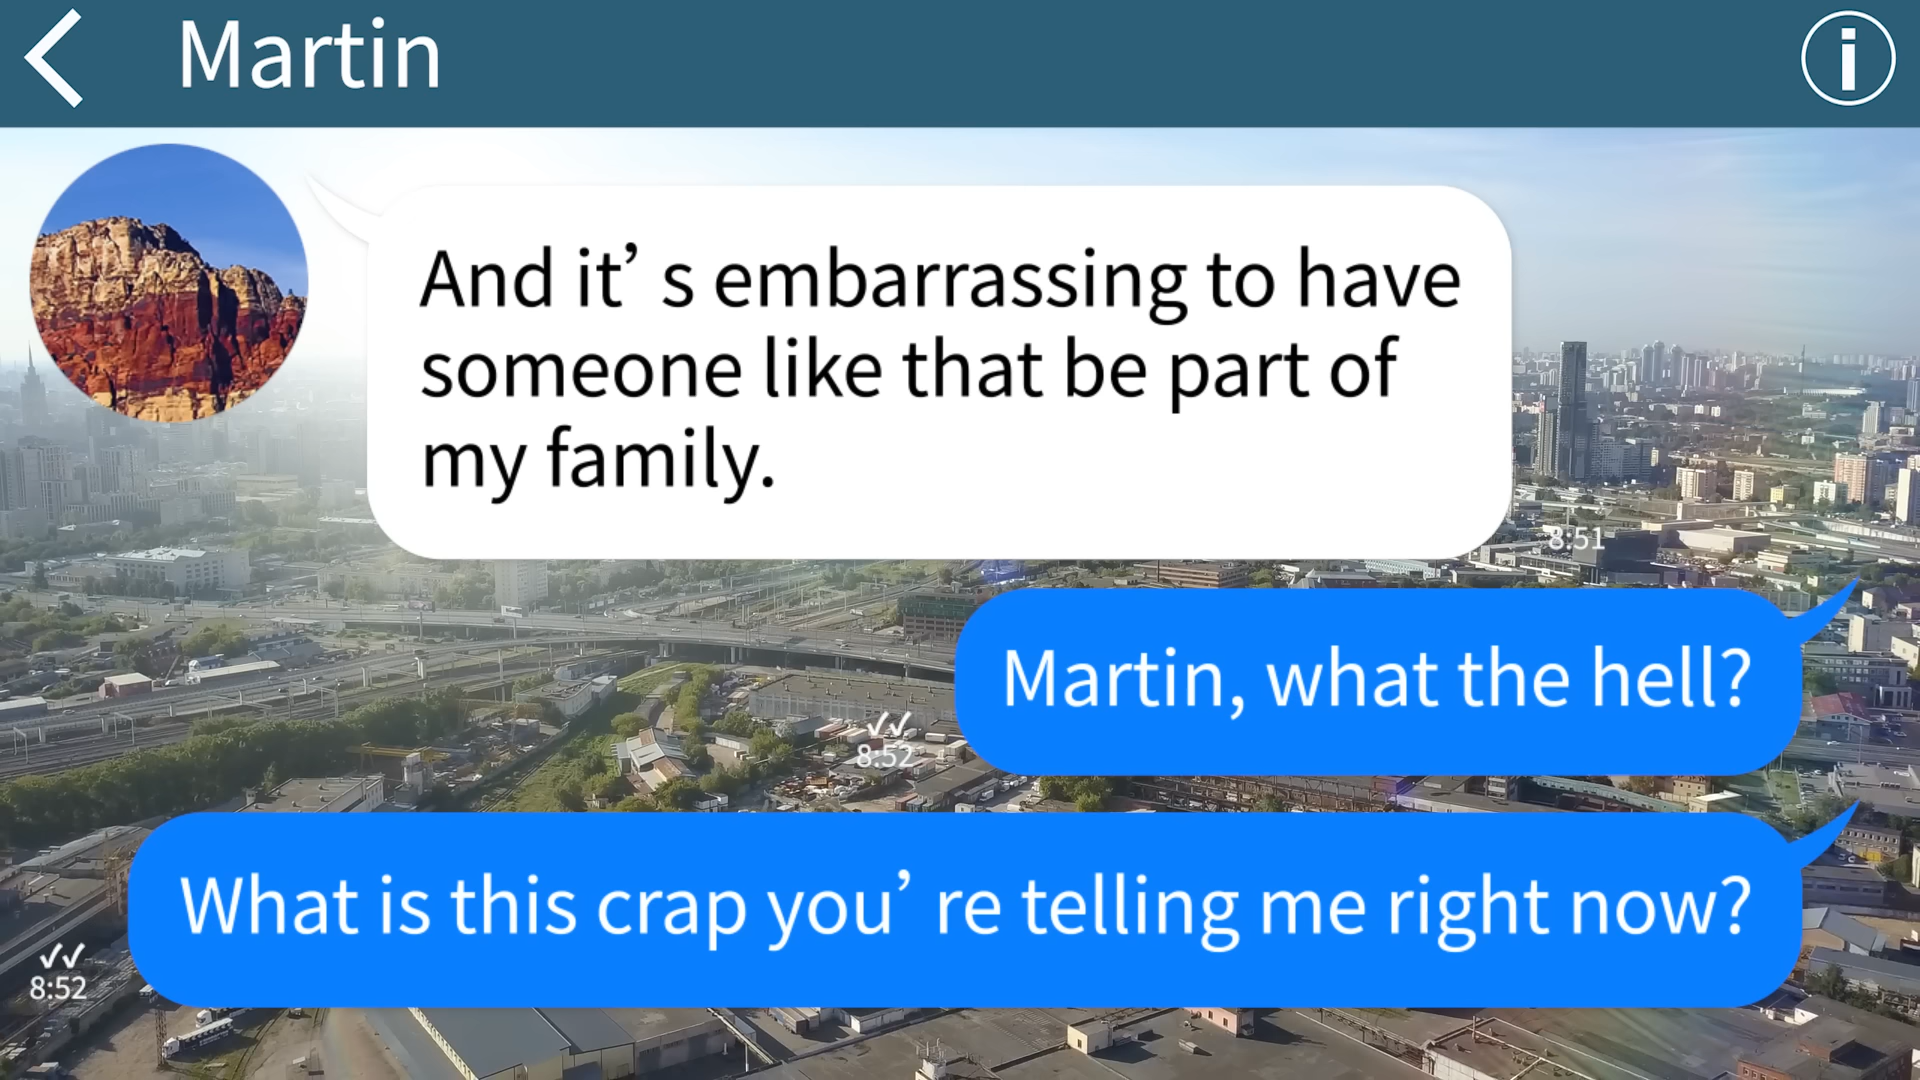 Martin
And it’s embarrassing to have
someone like that be part of
my family.
8:51
Martin, what the hell?
8:52
What is this crap you’re telling me right now?
8:52